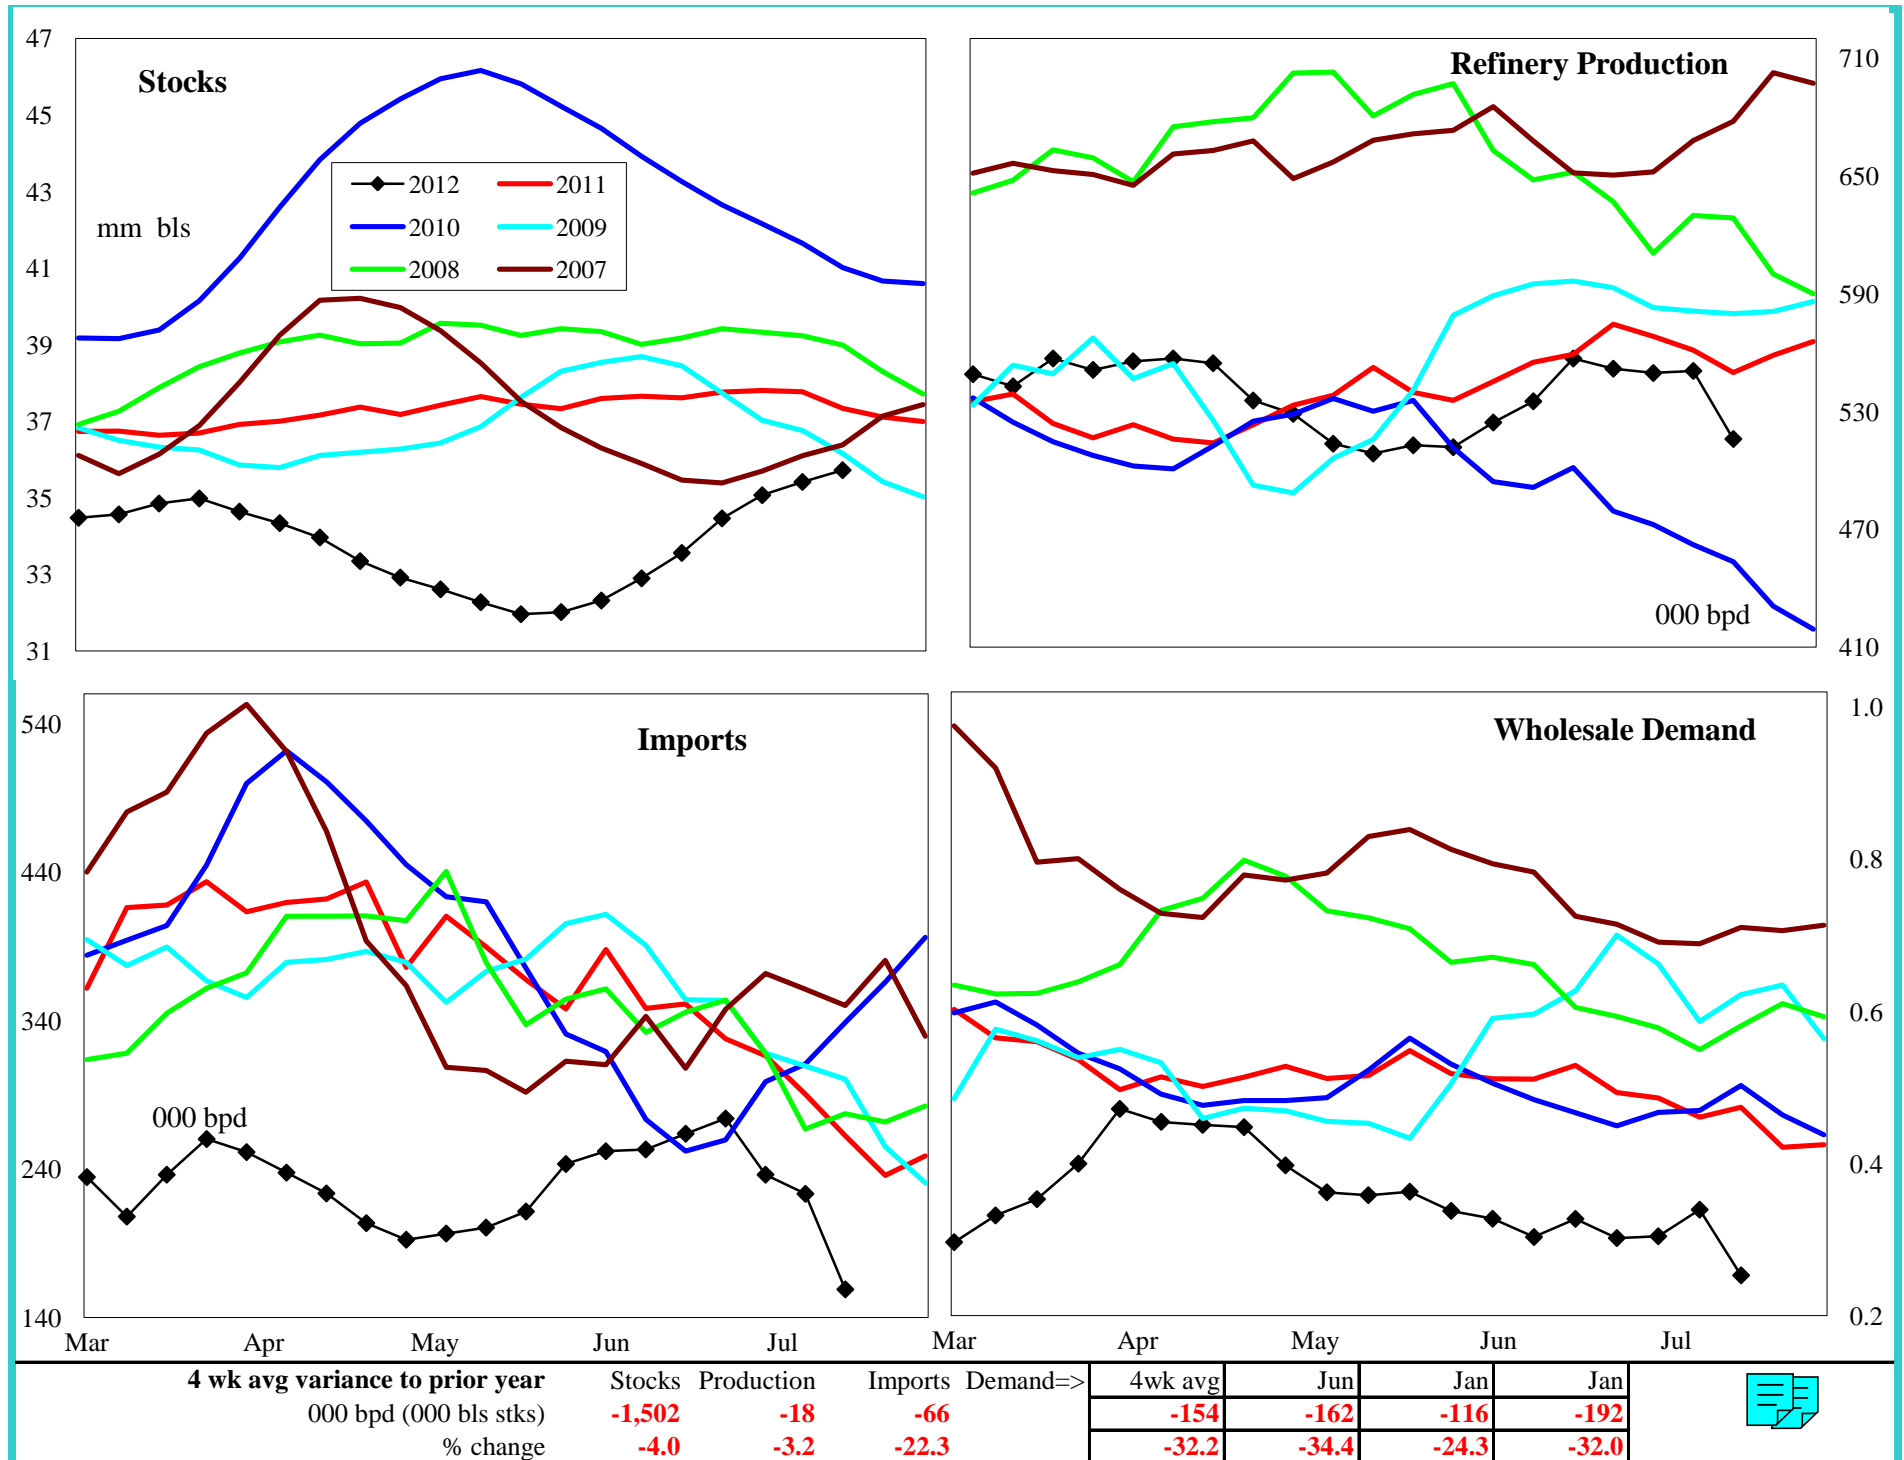 47
45
43
41
39
37
35
33
31
Stocks
mm bls
2012
2011
2010
2009
2008
2007
Refinery Production
000 bpd
710
650
590
530
470
410
540
440
340
240
140
Imports
000 bpd
Mar Apr May Jun Jul
Wholesale Demand
1.0
0.8
0.6
0.4
0.2
Mar Apr May Jun Jul
4 wk avg variance to prior year Stocks Production Imports Demand=> 4wk avg Jun Jan Jan
000 bpd (000 bls stks) -1,502 -18 -66 -154 -162 -116 -192
% change -4.0 -3.2 -22.3 -32.2 -34.4 -24.3 -32.0